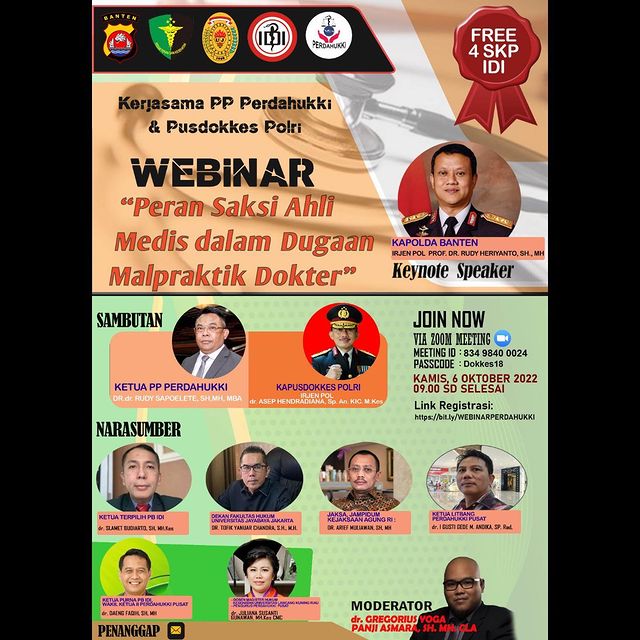 BANTEN
IDI
PERDAHUKKI
FREE
4 SKP
IDI
Kerjasama PP Perdahukki
& Pusdokkes Polri
WEBINAR
“Peran Saksi Ahli
Medis dalam Dugaan
Malpraktik Dokter”
KAPOLDA BANTEN
IRJEN POL PROF. DR. RUDY HERIYANTO, SH., MH
Keynote Speaker
SAMBUTAN
KETUA PP PERDAHUKKI
DR.dr. RUDY SAPOELETE, SH,MH, MBA
KAPUSDOKKES POLRI
IRJEN POL
dr. ASEP HENDRADIANA, Sp. An. KIC. M.Kes
JOIN NOW
VIA ZOOM MEETING
MEETING ID : 834 9840 0024
PASSCODE : Dokkes18
KAMIS, 6 OKTOBER 2022
09.00 SD SELESAI
Link Registrasi:
https://bit.ly/WEBINARPERDAHUKKI
NARASUMBER
KETUA TERPILIH PB IDI
dr. SLAMET BUDIARTO, SH, MH.Kes
DEKAN FAKULTAS HUKUM
UNIVERSITAS JAYABAYA JAKARTA
DR. TOFIK YANUAR CHANDRA, S.H., M.H.
JAKSA, JAMPIDUM
KEJAKSAAN AGUNG RI :
DR. ARIEF MULIAWAN, SH, MH
KETUA LITBANG
PERDAHUKKI PUSAT
dr. I GUSTI GEDE M. ANDIKA, SP. Rad,
KETUA PURNA PB IDI,
WAKIL KETUA II PERDAHUKKI PUSAT
dr. DAENG FAQIH, SH, MH
DOSEN MAGISTER HUKUM
dr. JULIANA SUSANTI
GUNAWAN, MH.Kes CMC
PENANGGAP
MODERATOR
dr. GREGORIUS YOGA
PANJI ASMARA, SH. MH. CLA